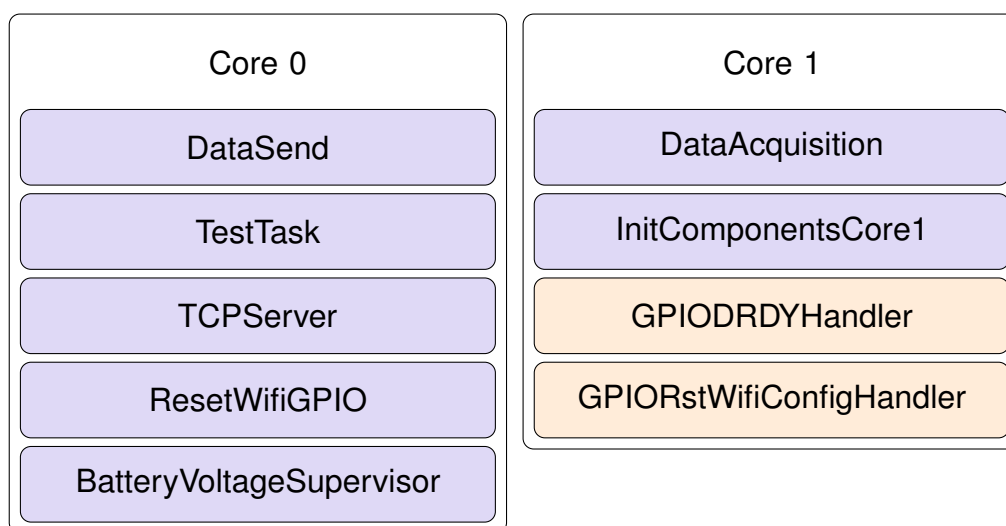 Core 0
DataSend
TestTask
TCPServer
ResetWifiGPIO
BatteryVoltageSupervisor
Core 1
DataAcquisition
InitComponentsCore1
GPIODRDYHandler
GPIORstWifiConfigHandler